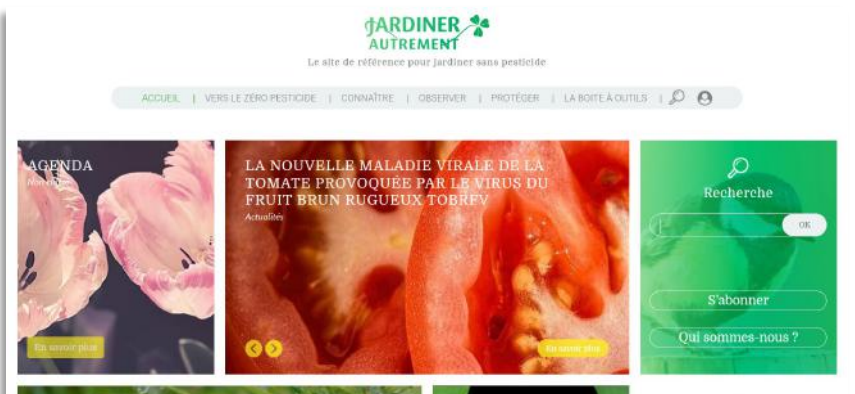 JARDINER
AUTREMENT
Le site de référence pour jardiner sans pesticide
ACCUEIL | VERS LE ZÉRO PESTICIDE | CONNAÎTRE | OBSERVER | PROTÉGER | LA BOITE À OUTILS |
AGENDA
En savoir plus
LA NOUVELLE MALADIE VIRALE DE LA
TOMATE PROVOQUÉE PAR LE VIRUS DU
FRUIT BRUN RUGUEUX TOBRFV
Actualités
En savoir plus
Recherche
OK
S'abonner
Qui sommes-nous ?